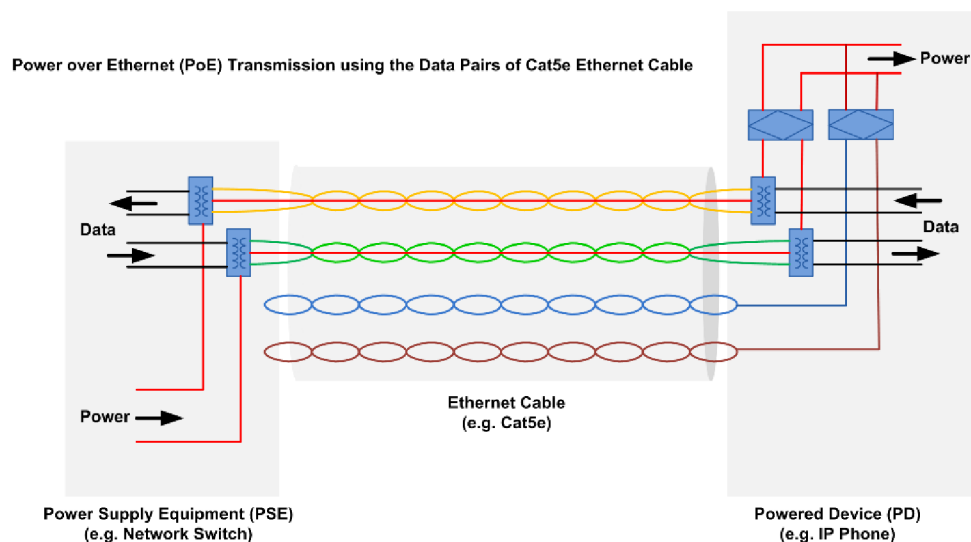 Power over Ethernet (PoE) Transmission using the Data Pairs of Cat5e Ethernet Cable
Power
Data
Data
Power
Ethernet Cable
(e.g. Cat5e)
Power Supply Equipment (PSE)
(e.g. Network Switch)
Powered Device (PD)
(e.g. IP Phone)